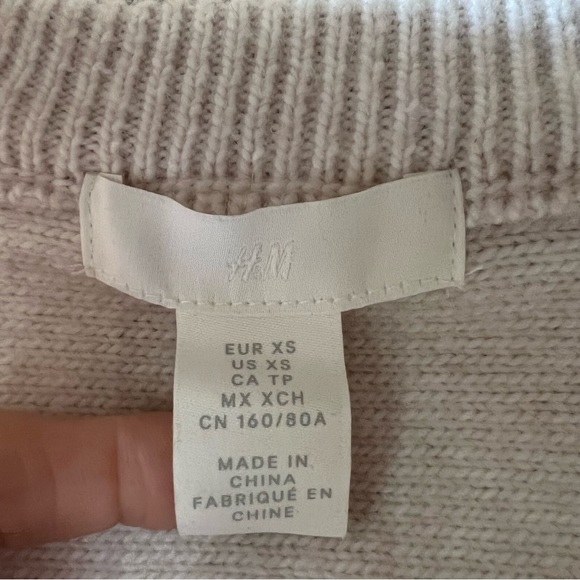 H&M
EUR XS
US XS
CA TP
MX XCH
CN 160/80A
MADE IN
CHINA
FABRIQUÉ EN
CHINE